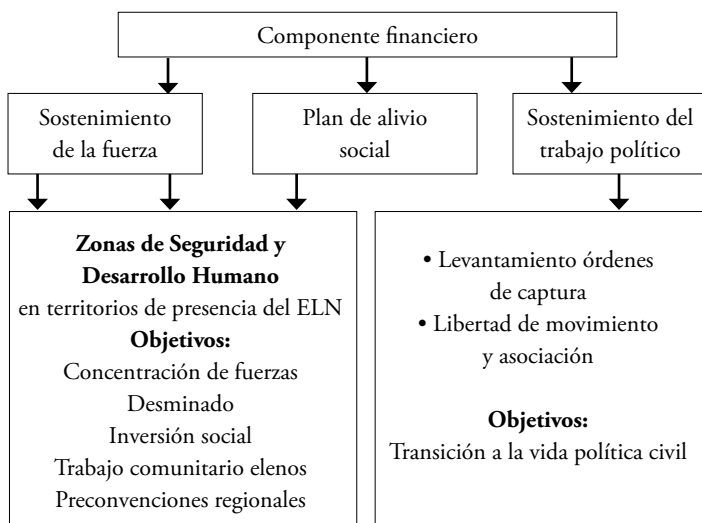 Componente financiero
Sostenimiento
de la fuerza
Plan de alivio
social
Sostenimiento del
trabajo político
Zonas de Seguridad y
Desarrollo Humano
en territorios de presencia del ELN
Objetivos:
Concentración de fuerzas
Desminado
Inversión social
Trabajo comunitario elenos
Preconvenciones regionales
• Levantamiento órdenes
de captura
• Libertad de movimiento
y asociación
Objetivos:
Transición a la vida política civil